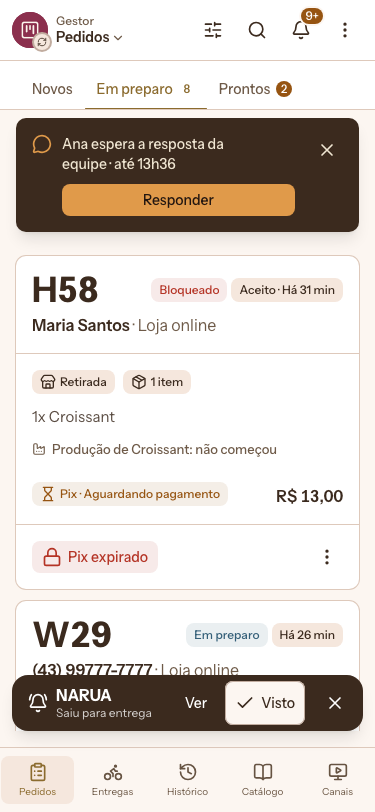 Gestor
Pedidos
9+
Novos
Em preparo 8
Prontos 2
Ana espera a resposta da
equipe · até 13h36
Responder
H58
Bloqueado
Aceito · Há 31 min
Maria Santos · Loja online
Retirada
1 item
1x Croissant
Produção de Croissant: não começou
Pix · Aguardando pagamento
R$ 13,00
Pix expirado
W29
Em preparo
Há 26 min
(43) 99777-7777 · Loja online
NARUA
Saiu para entrega
Ver
Visto
Pedidos
Entregas
Histórico
Catálogo
Canais